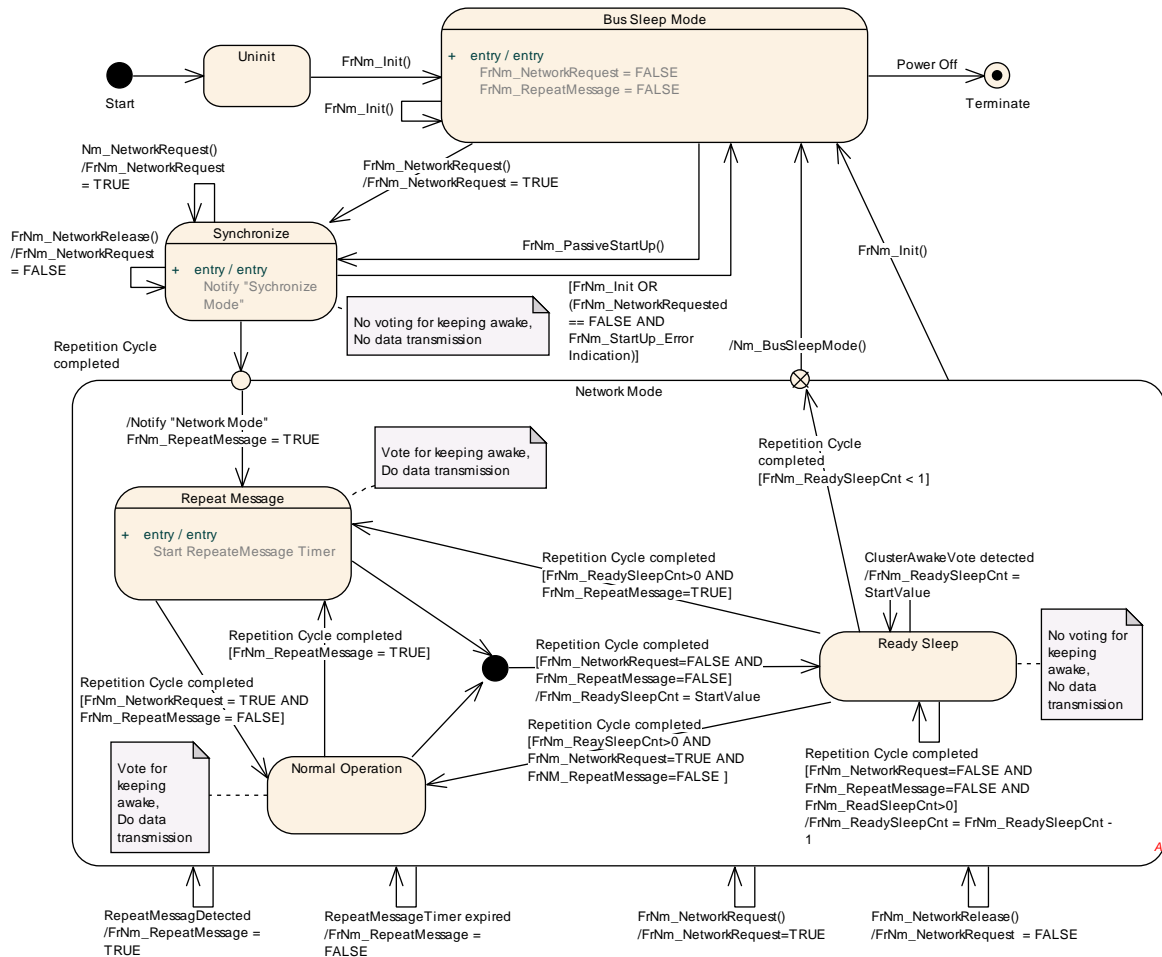 Bus Sleep Mode
+ entry / entry
FrNm_NetworkRequest = FALSE
FrNm_RepeatMessage = FALSE
Uninit
Start
FrNm_Init()
FrNm_Init()
Power Off
Terminate
Nm_NetworkRequest()
/FrNm_NetworkRequest
= TRUE
FrNm_NetworkRequest()
/FrNm_NetworkRequest = TRUE
FrNm_NetworkRelease()
/FrNm_NetworkRequest
= FALSE
Synchronize
+ entry / entry
Notify "Sychronize
Mode"
FrNm_PassiveStartUp()
FrNm_Init()
[FrNm_Init OR
(FrNm_NetworkRequested
== FALSE AND
FrNm_StartUp_Error
Indication)]
No voting for keeping awake,
No data transmission
Repetition Cycle
completed
/Nm_BusSleepMode()
Network Mode
/Notify "Network Mode"
FrNm_RepeatMessage = TRUE
Vote for keeping awake,
Do data transmission
Repetition Cycle
completed
[FrNm_ReadySleepCnt < 1]
Repeat Message
+ entry / entry
Start RepeateMessage Timer
Repetition Cycle completed
[FrNm_ReadySleepCnt>0 AND
FrNm_RepeatMessage=TRUE]
ClusterAwakeVote detected
/FrNm_ReadySleepCnt =
StartValue
Repetition Cycle completed
[FrNm_RepeatMessage = TRUE]
Repetition Cycle completed
[FrNm_NetworkRequest=FALSE AND
FrNm_RepeatMessage=FALSE]
/FrNm_ReadySleepCnt = StartValue
Ready Sleep
No voting for
keeping
awake,
No data
transmission
Repetition Cycle completed
[FrNm_NetworkRequest = TRUE AND
FrNm_RepeatMessage = FALSE]
Repetition Cycle completed
[FrNm_ReaySleepCnt>0 AND
FrNm_NetworkRequest=TRUE AND
FrNM_RepeatMessage=FALSE ]
Vote for
keeping
awake,
Do data
transmission
Normal Operation
Repetition Cycle completed
[FrNm_NetworkRequest=FALSE AND
FrNm_RepeatMessage=FALSE AND
FrNm_ReadSleepCnt>0]
/FrNm_ReadySleepCnt = FrNm_ReadySleepCnt -
1
A
RepeatMessagDetected
/FrNm_RepeatMessage =
TRUE
RepeatMessageTimer expired
/FrNm_RepeatMessage =
FALSE
FrNm_NetworkRequest()
/FrNm_NetworkRequest=TRUE
FrNm_NetworkRelease()
/FrNm_NetworkRequest = FALSE